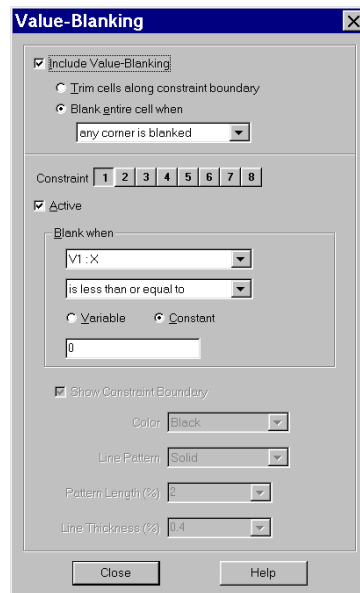 Value-Blanking
Include Value-Blanking
Trim cells along constraint boundary
Blank entire cell when
any corner is blanked
Constraint 1 2 3 4 5 6 7 8
Active
Blank when
V1 : X
is less than or equal to
Variable Constant
0
Show Constraint Boundary
Color Black
Line Pattern Solid
Pattern Length (%) 2
Line Thickness (%) 0.4
Close Help